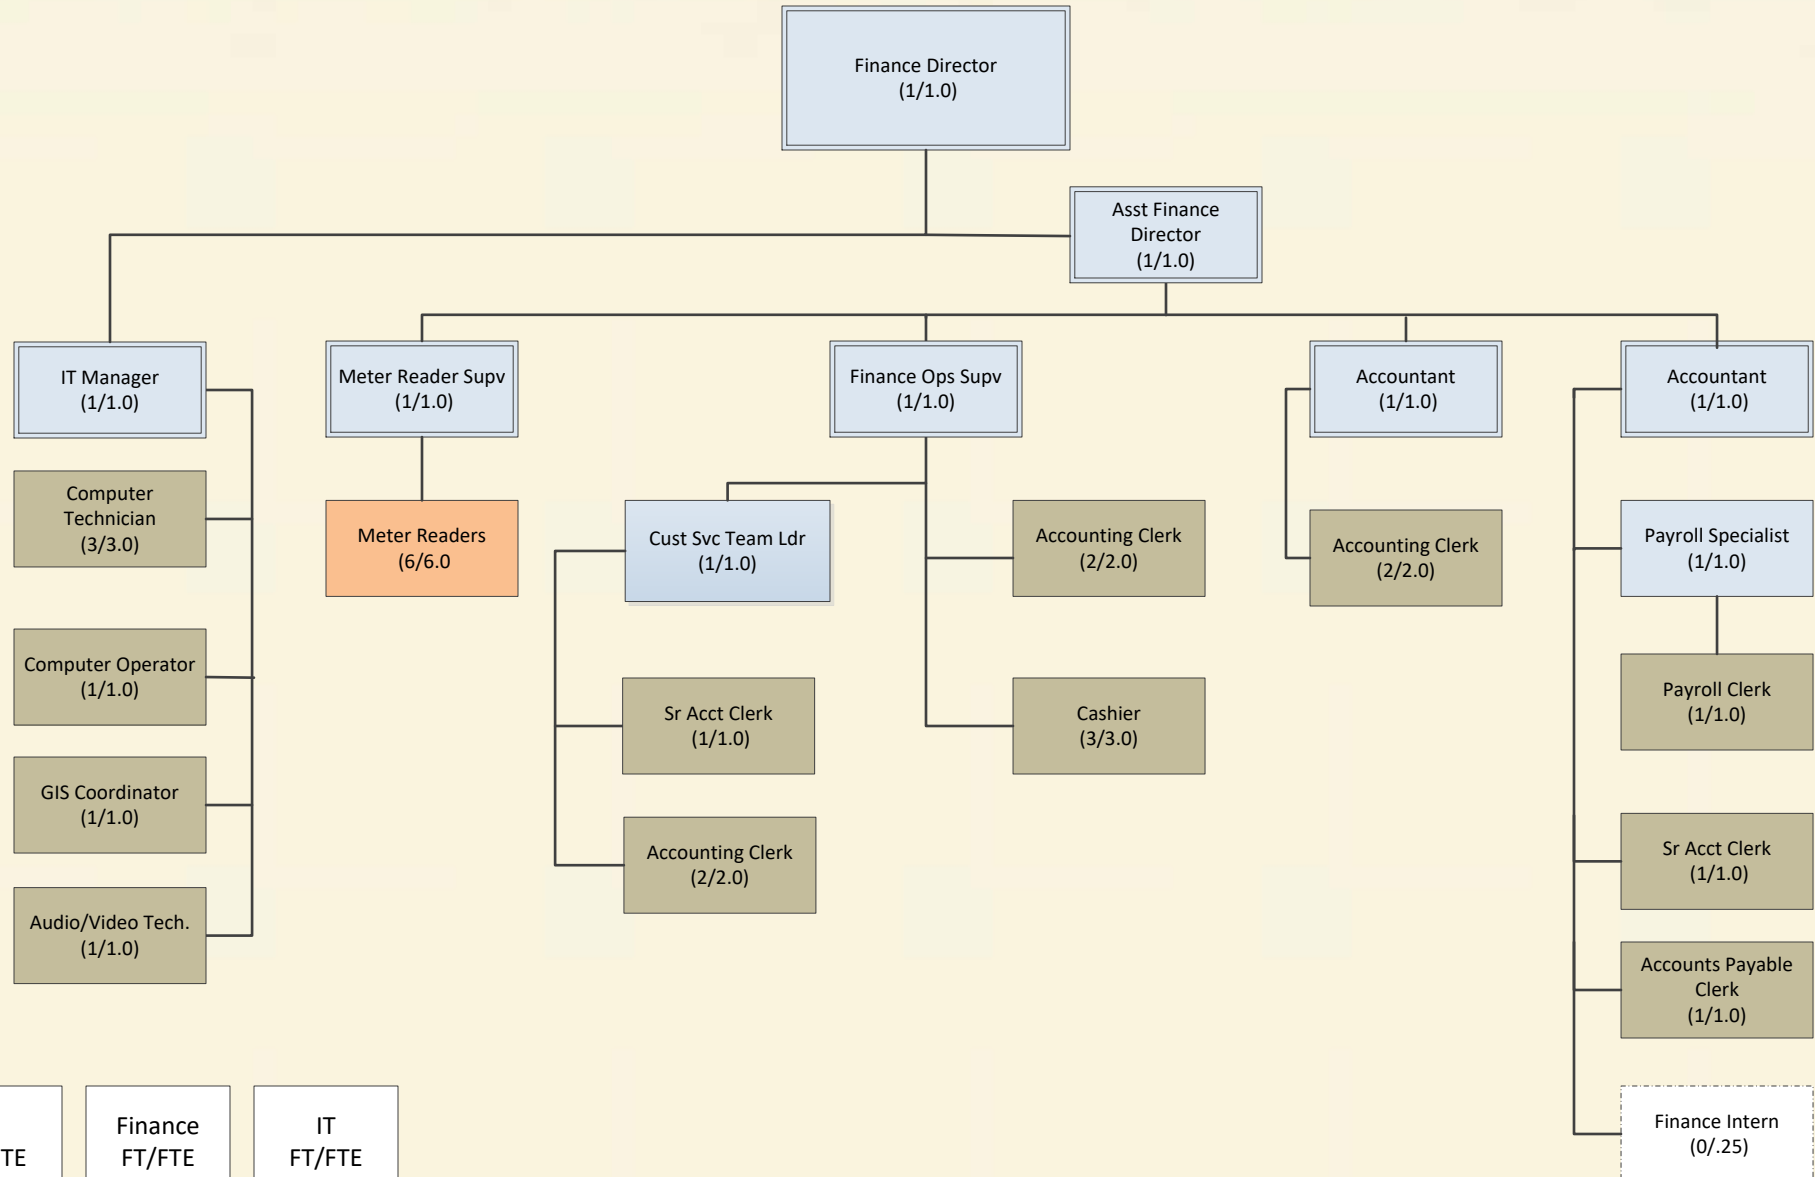 Finance Director
(1/1.0)
Asst Finance
Director
(1/1.0)
IT Manager
(1/1.0)
Meter Reader Supv
(1/1.0)
Finance Ops Supv
(1/1.0)
Accountant
(1/1.0)
Accountant
(1/1.0)
Computer
Technician
(3/3.0)
Meter Readers
(6/6.0
Cust Svc Team Ldr
(1/1.0)
Accounting Clerk
(2/2.0)
Accounting Clerk
(2/2.0)
Payroll Specialist
(1/1.0)
Computer Operator
(1/1.0)
Sr Acct Clerk
(1/1.0)
Cashier
(3/3.0)
Payroll Clerk
(1/1.0)
GIS Coordinator
(1/1.0)
Accounting Clerk
(2/2.0)
Sr Acct Clerk
(1/1.0)
Audio/Video Tech.
(1/1.0)
Accounts Payable
Clerk
(1/1.0)
TE
Finance
FT/FTE
IT
FT/FTE
Finance Intern
(0/.25)